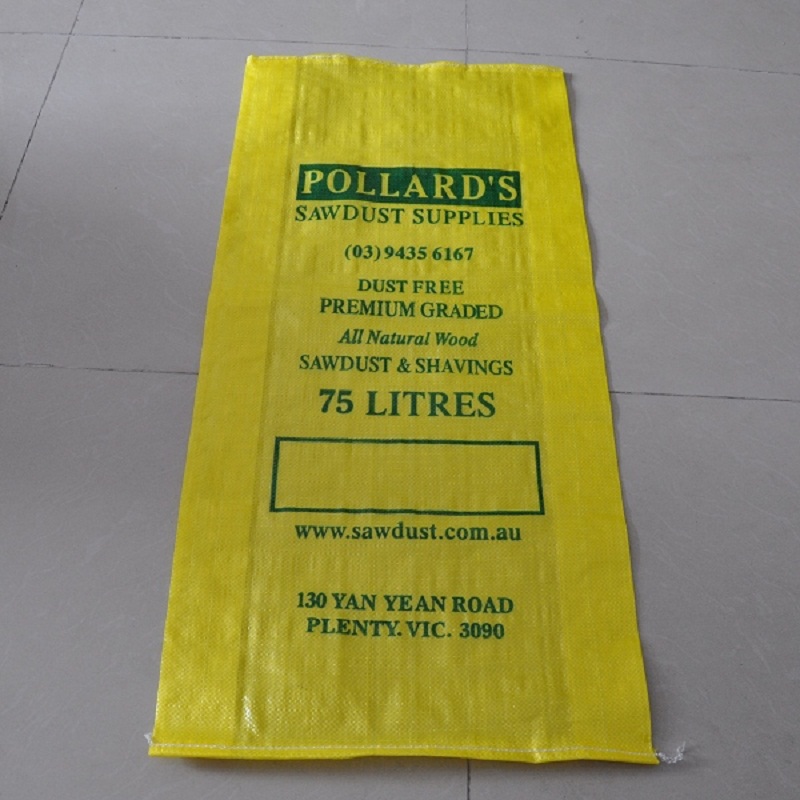 POLLARD'S
SAWDUST SUPPLIES
(03) 9435 6167
DUST FREE
PREMIUM GRADED
All Natural Wood
SAWDUST & SHAVINGS
75 LITRES
www.sawdust.com.au
130 YAN YEAN ROAD
PLENTY. VIC. 3090